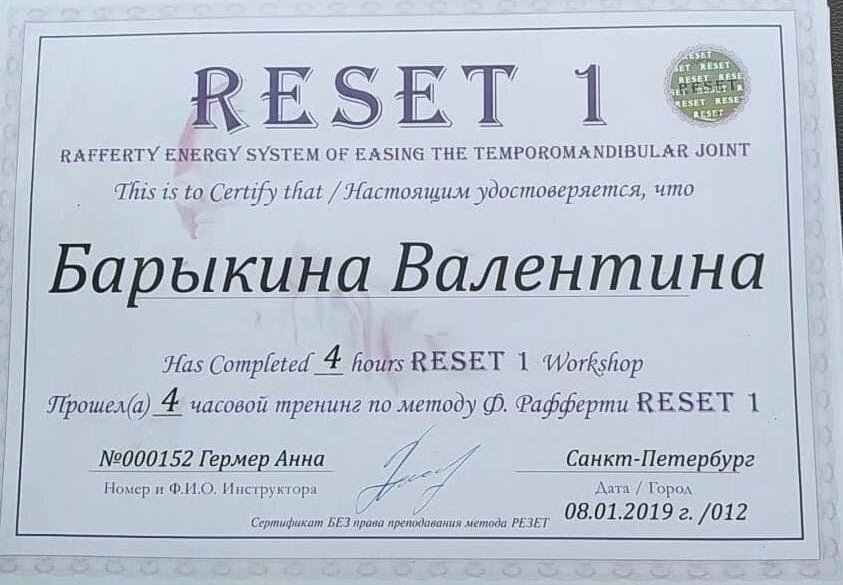 RESET 1
RAFFERTY ENERGY SYSTEM OF EASING THE TEMPOROMANDIBULAR JOINT
This is to Certify that / Настоящим удостоверяется, что
Барыкина Валентина
Has Completed 4 hours RESET 1 Workshop
Прошел(а) 4 часовой тренинг по методу Ф. Рафферти RESET 1
№000152 Гермер Анна
Номер и Ф.И.О. Инструктора
Санкт-Петербург
Дата / Город
08.01.2019 г. /012
Сертификат БЕЗ права преподавания метода РЕЗЕТ
RESET